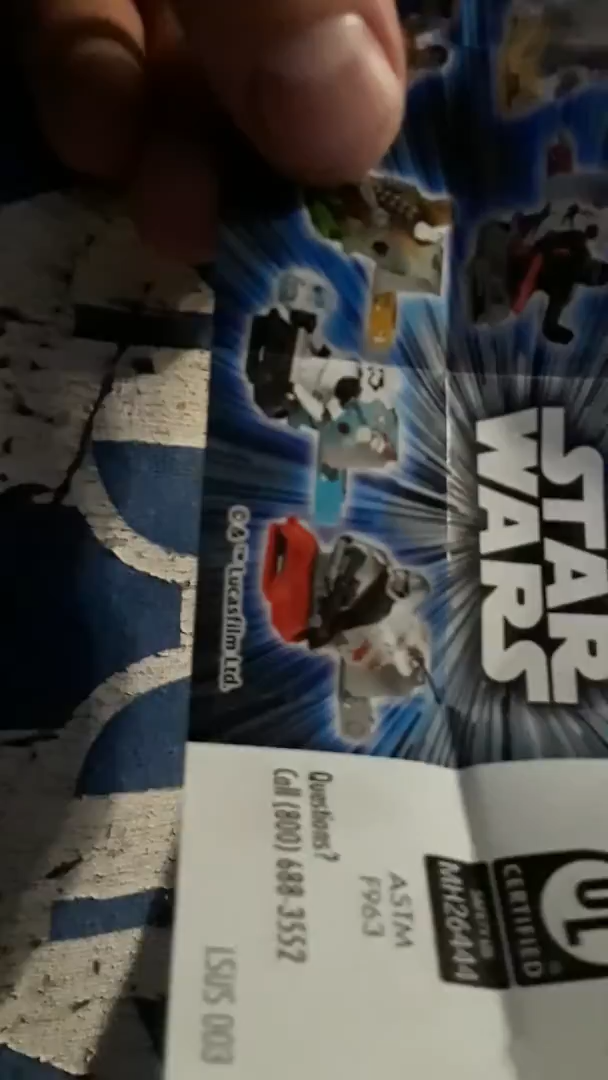 STAR
WARS
©& ™ Lucasfilm Ltd.
Questions?
Call (800) 688-3552
ASTM
F963
UL
CERTIFIED
MH26444
LSUS 003